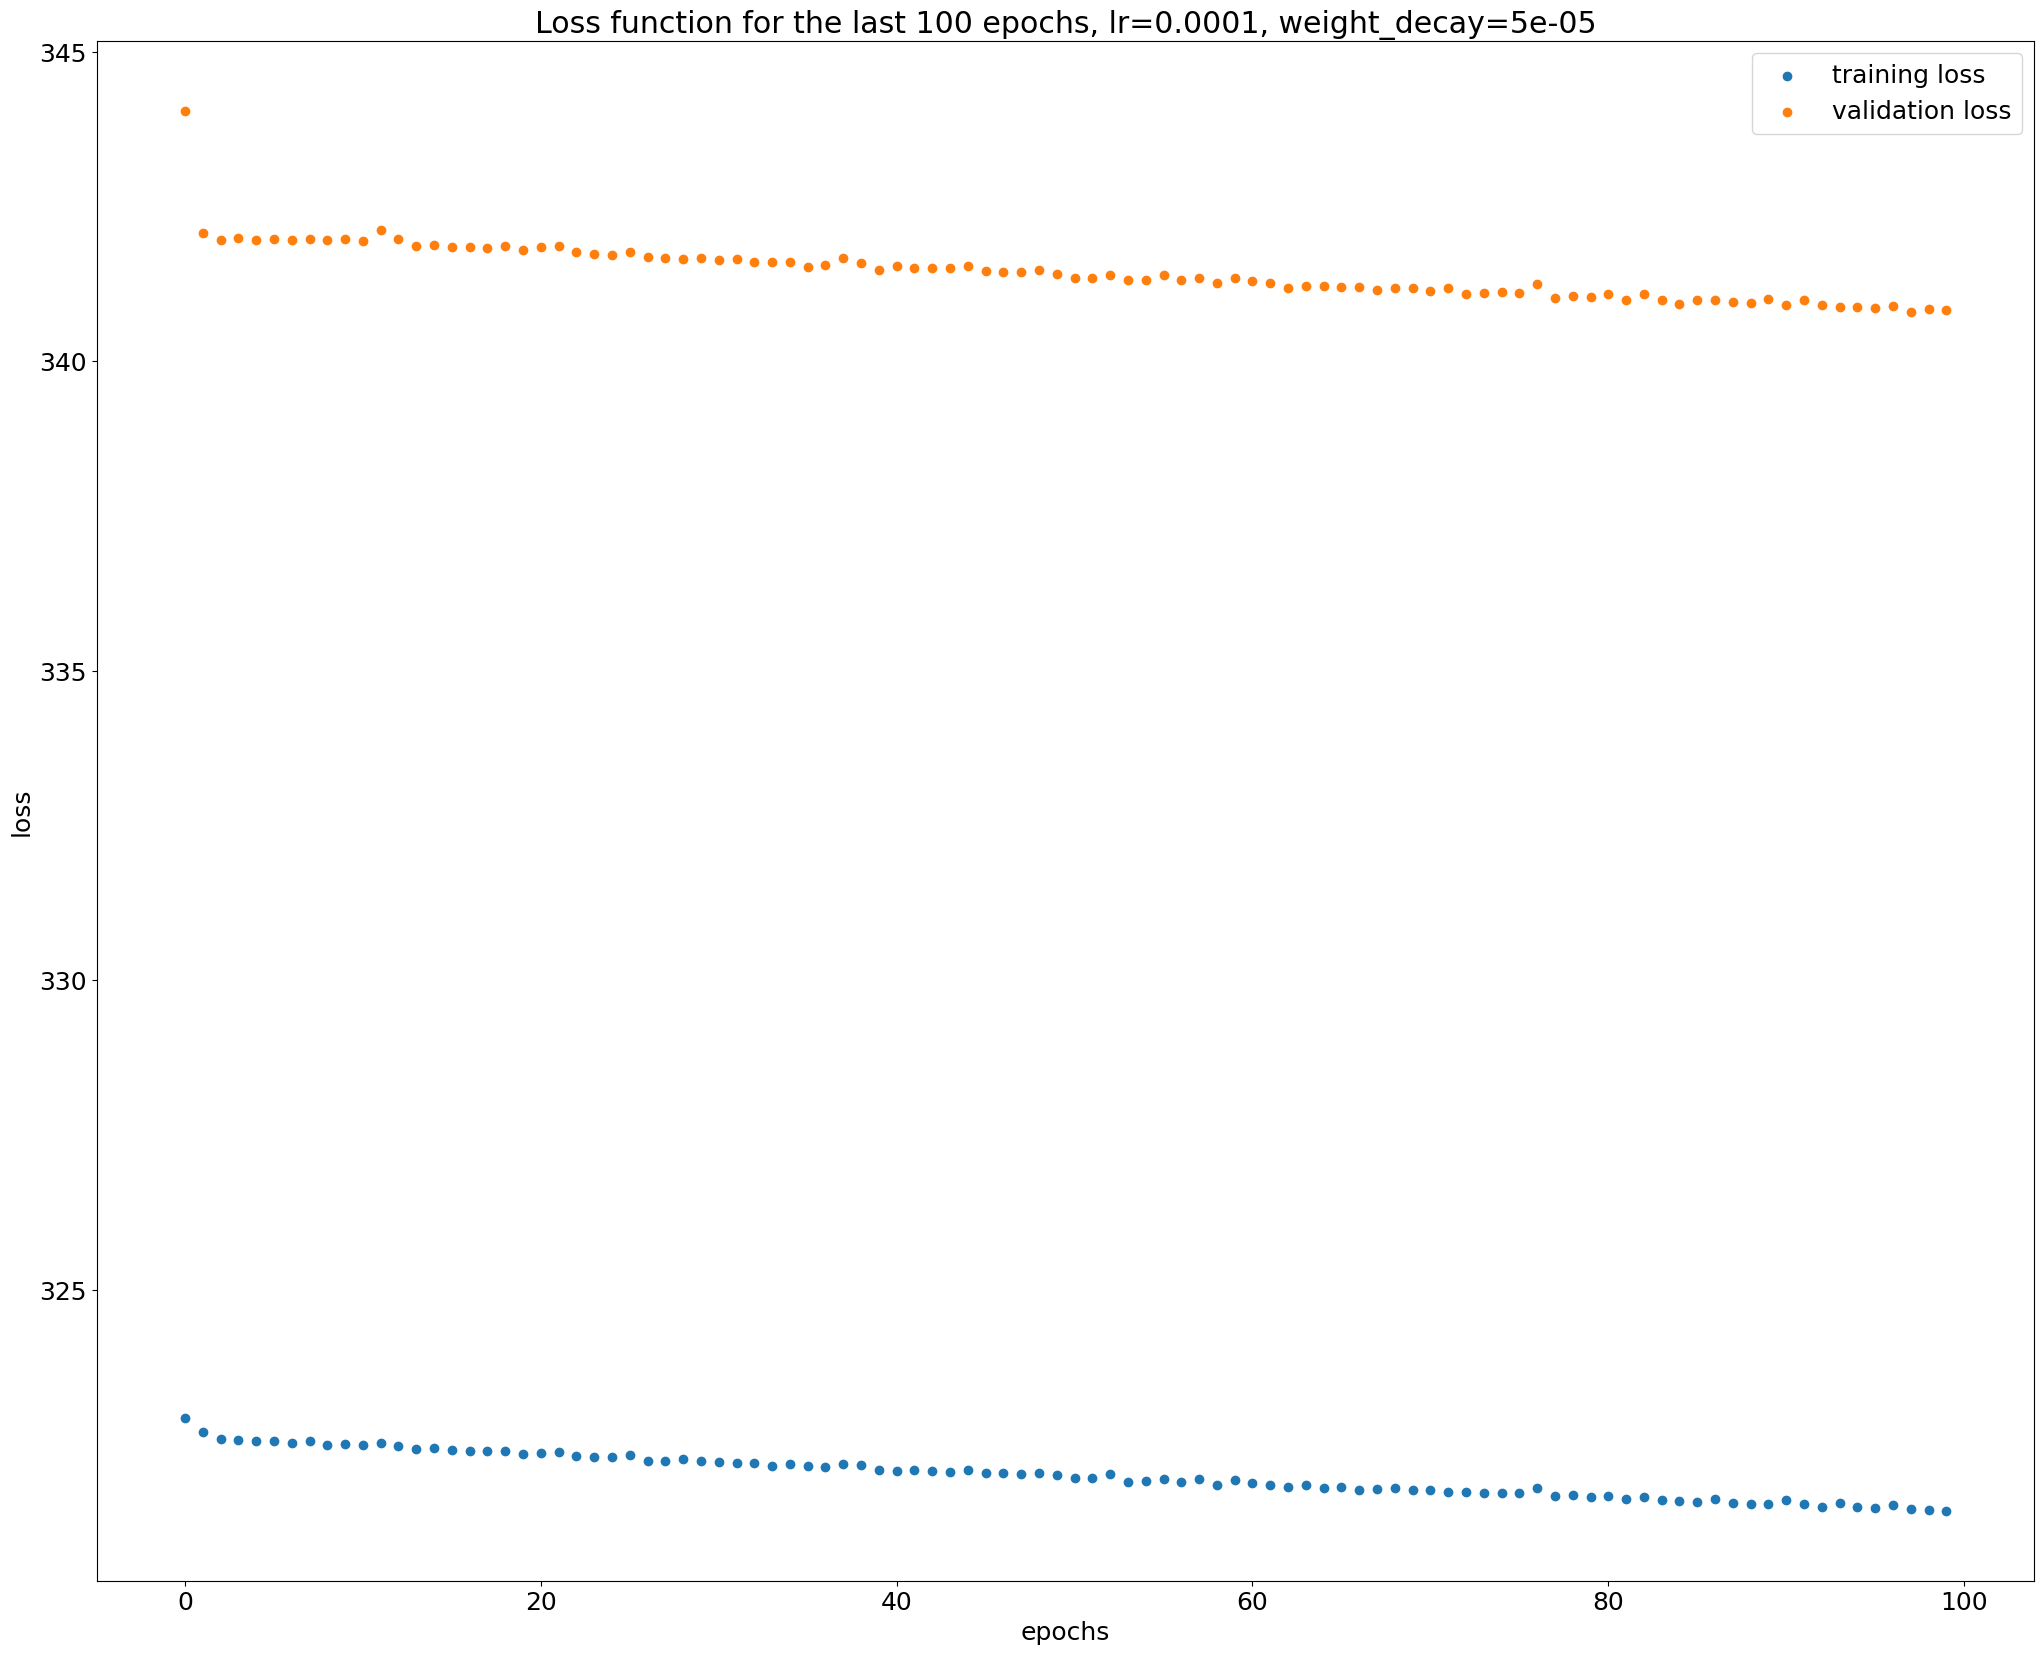 Loss function for the last 100 epochs, lr=0.0001, weight_decay=5e-05
training loss
validation loss
345
340
335
330
325
loss
0 20 40 60 80 100
epochs